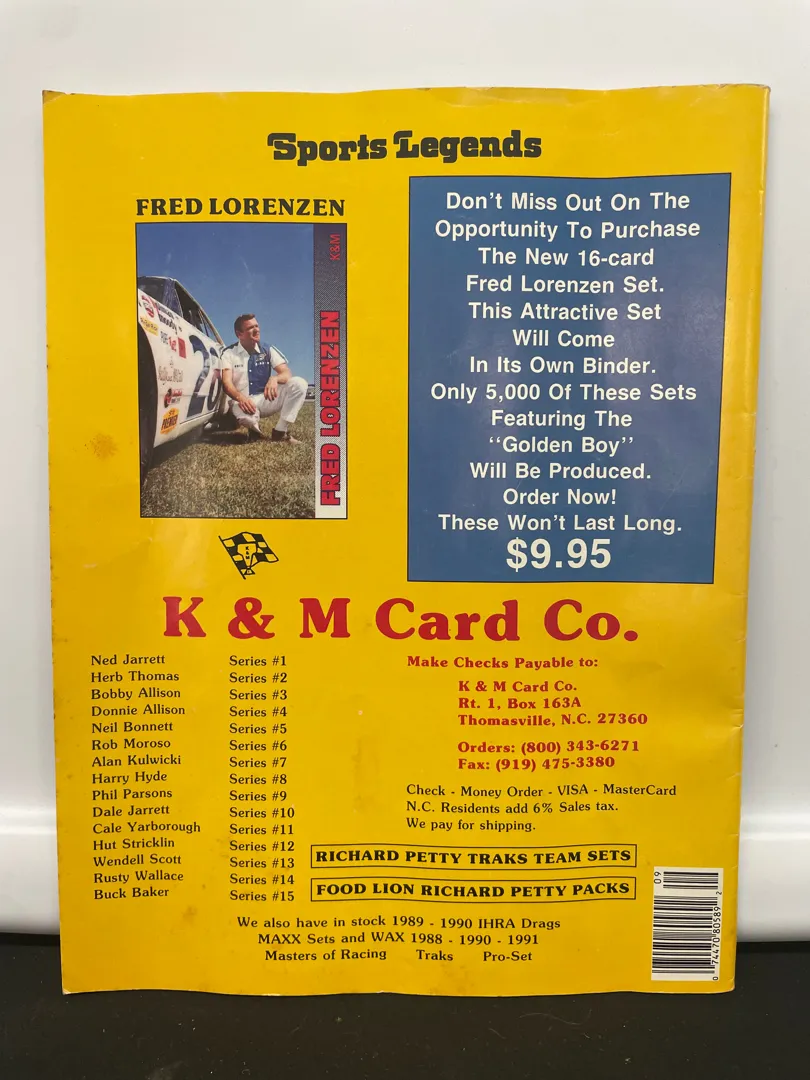 Sports Legends
FRED LORENZEN
K&M
FRED LORENZEN
28
Don't Miss Out On The
Opportunity To Purchase
The New 16-card
Fred Lorenzen Set.
This Attractive Set
Will Come
In Its Own Binder.
Only 5,000 Of These Sets
Featuring The
"Golden Boy"
Will Be Produced.
Order Now!
These Won't Last Long.
$9.95
K & M Card Co.
Ned Jarrett Series #1
Herb Thomas Series #2
Bobby Allison Series #3
Donnie Allison Series #4
Neil Bonnett Series #5
Rob Moroso Series #6
Alan Kulwicki Series #7
Harry Hyde Series #8
Phil Parsons Series #9
Dale Jarrett Series #10
Cale Yarborough Series #11
Hut Stricklin Series #12
Wendell Scott Series #13
Rusty Wallace Series #14
Buck Baker Series #15
Make Checks Payable to:
K & M Card Co.
Rt. 1, Box 163A
Thomasville, N.C. 27360
Orders: (800) 343-6271
Fax: (919) 475-3380
Check - Money Order - VISA - MasterCard
N.C. Residents add 6% Sales tax.
We pay for shipping.
RICHARD PETTY TRAKS TEAM SETS
FOOD LION RICHARD PETTY PACKS
We also have in stock 1989 - 1990 IHRA Drags
MAXX Sets and WAX 1988 - 1990 - 1991
Masters of Racing Traks Pro-Set
09
0 74470 80589 2